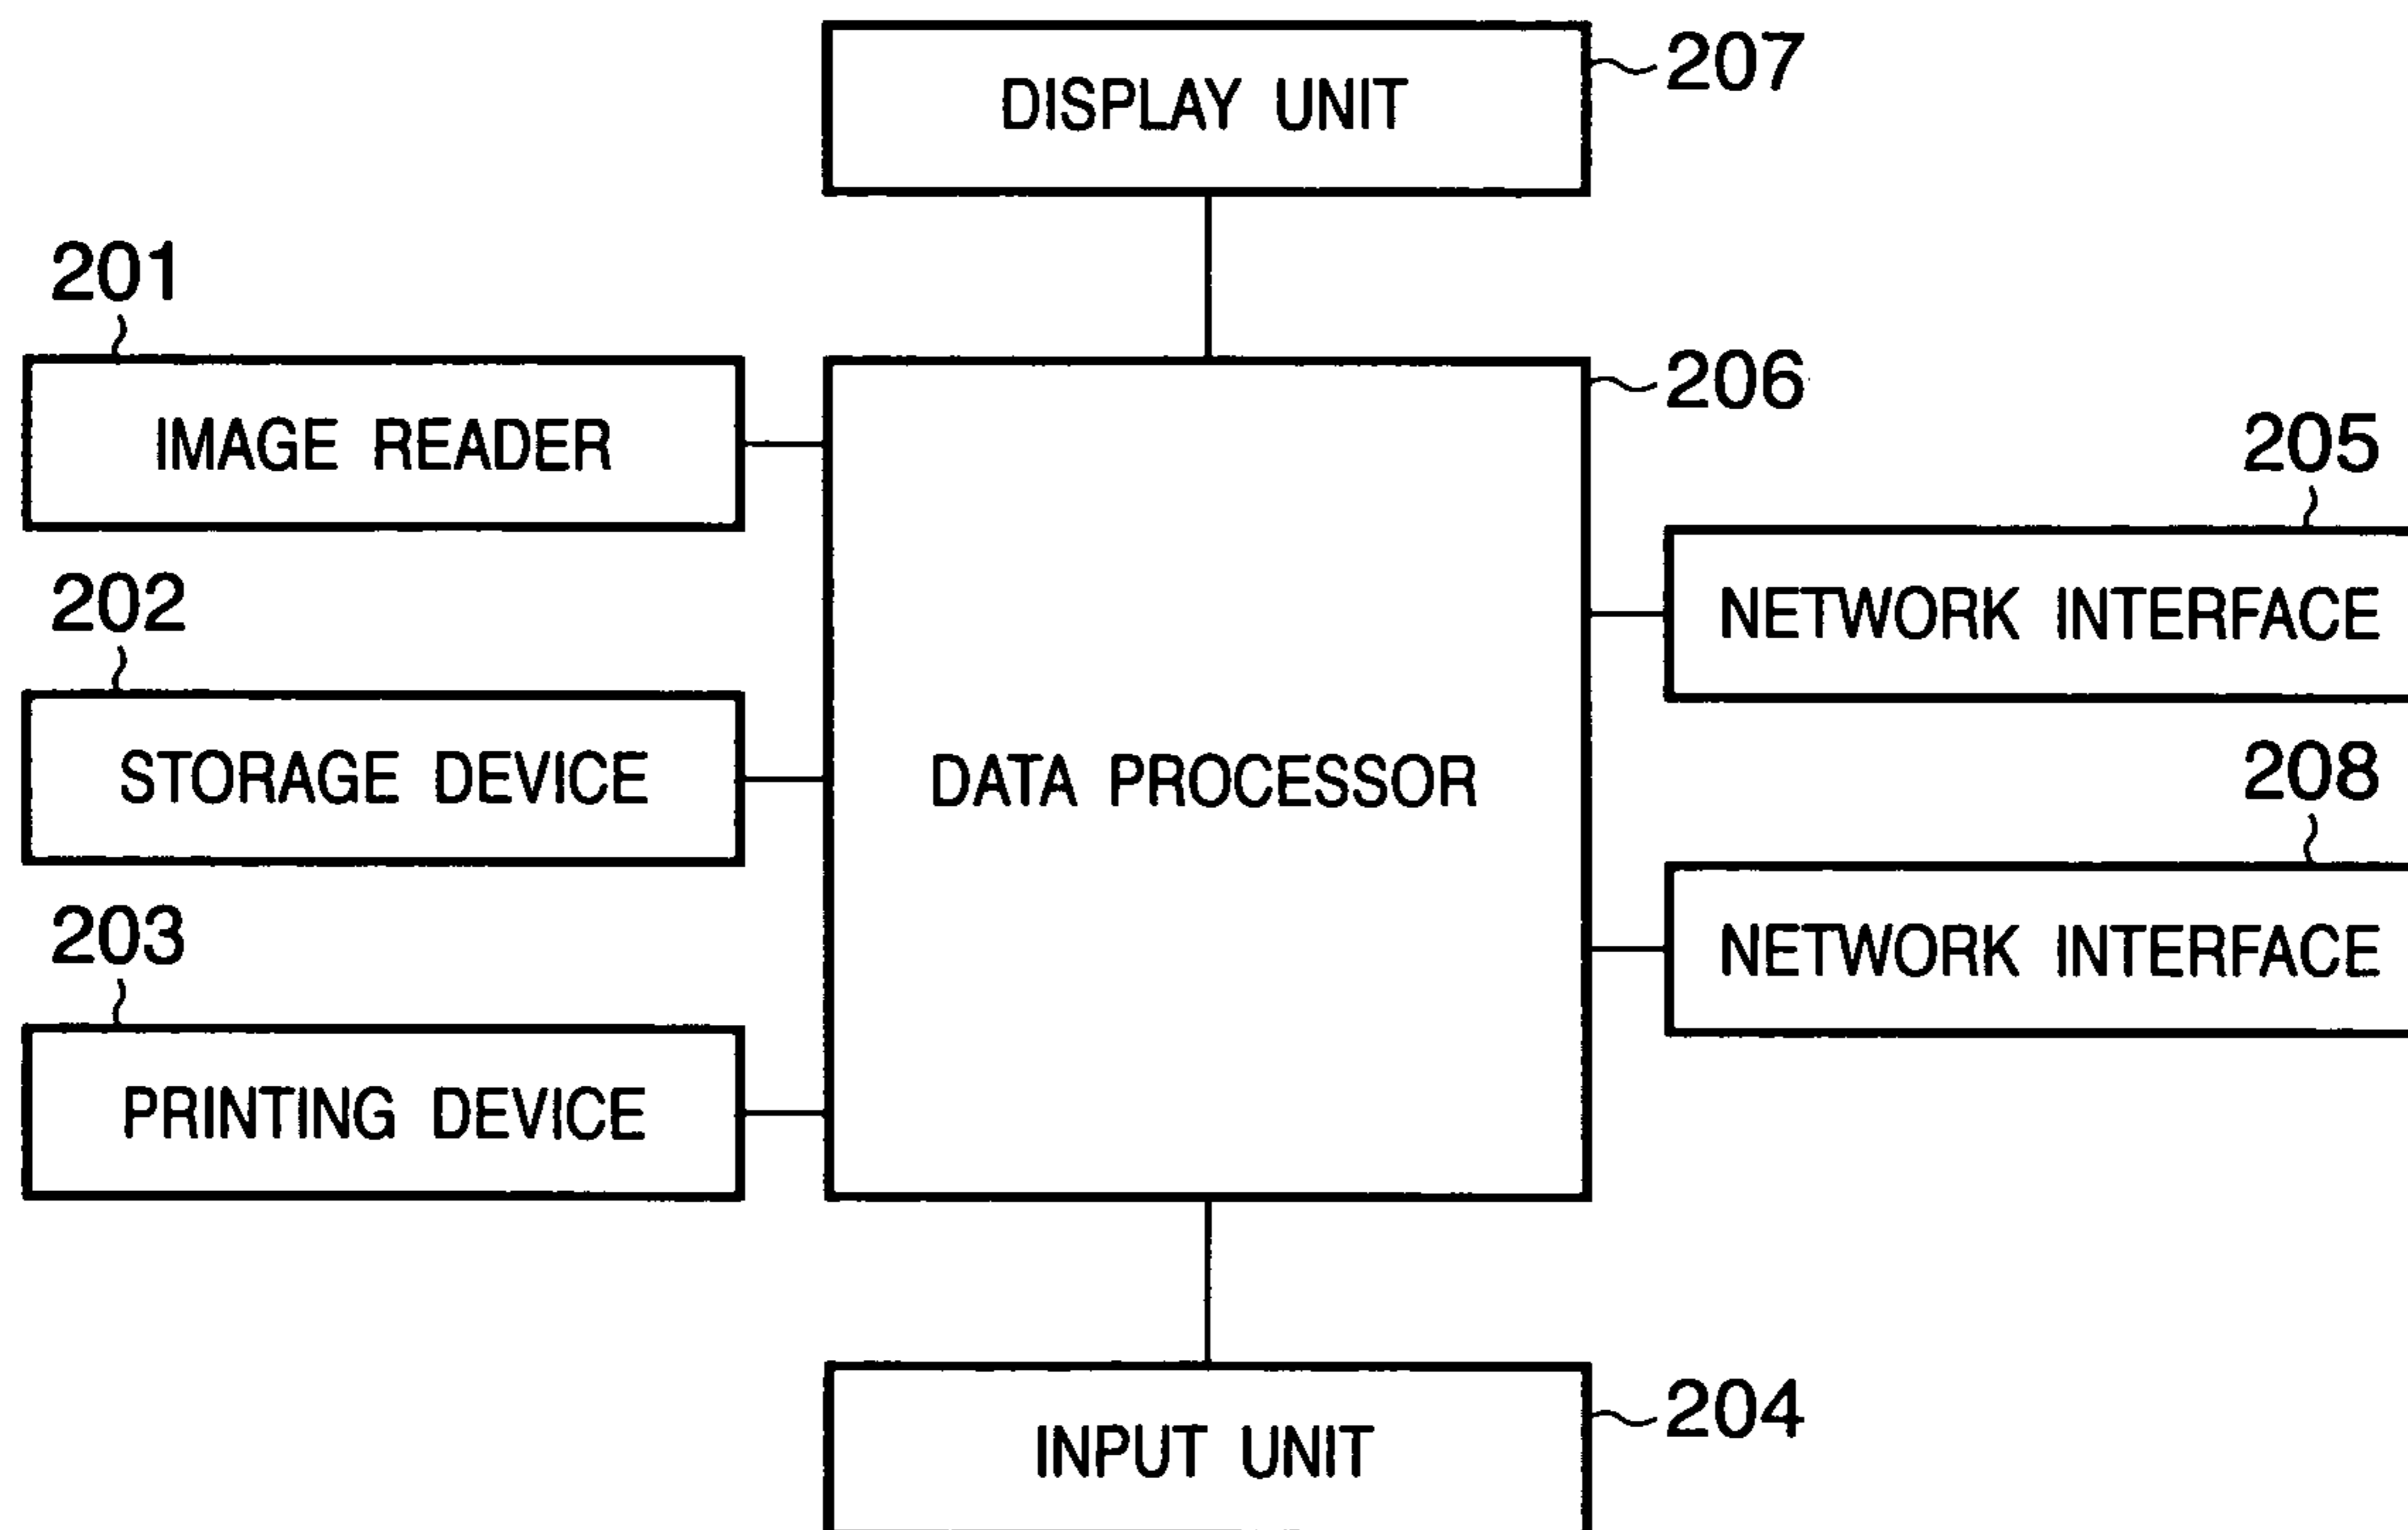 207
DISPLAY UNIT
201
206
IMAGE READER
205
202
NETWORK INTERFACE
STORAGE DEVICE
DATA PROCESSOR
208
203
NETWORK INTERFACE
PRINTING DEVICE
204
INPUT UNIT